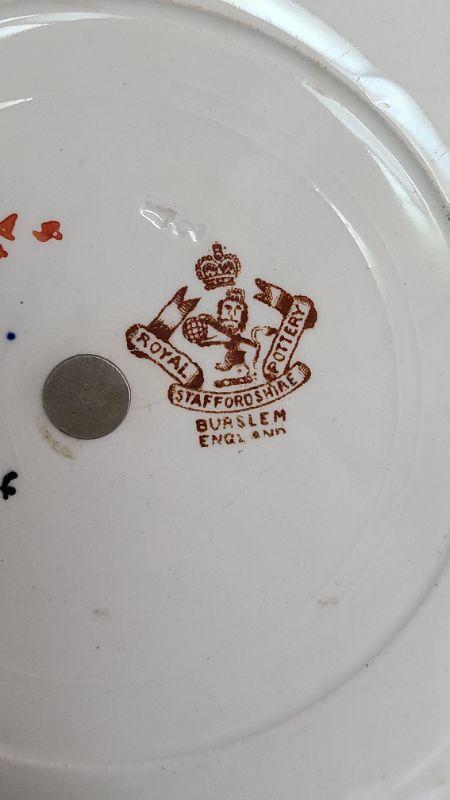 ROYAL
STAFFORDSHIRE
POTTERY
BURSLEM
ENGLAND